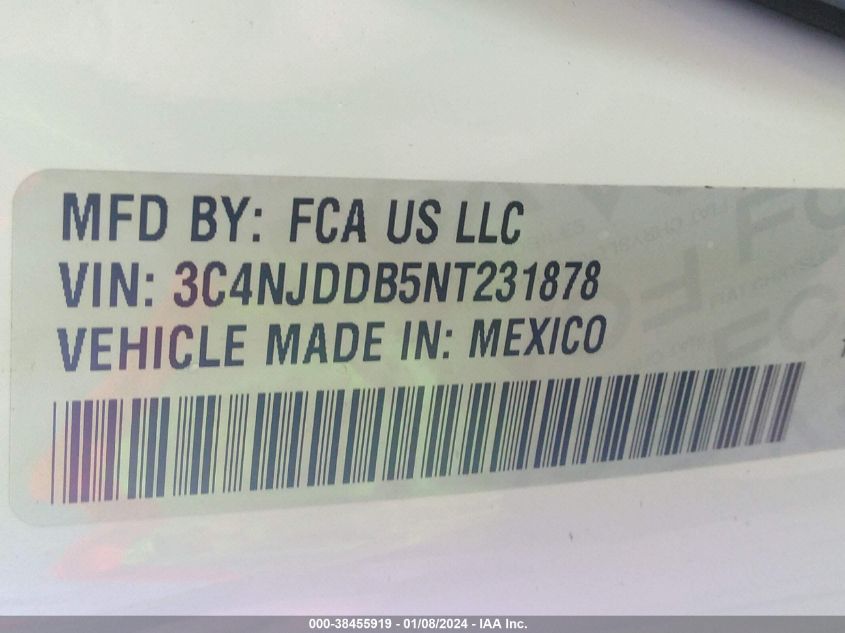 MFD BY: FCA US LLC
VIN: 3C4NJDDB5NT231878
VEHICLE MADE IN: MEXICO
000-38455919 - 01/08/2024 - IAA Inc.